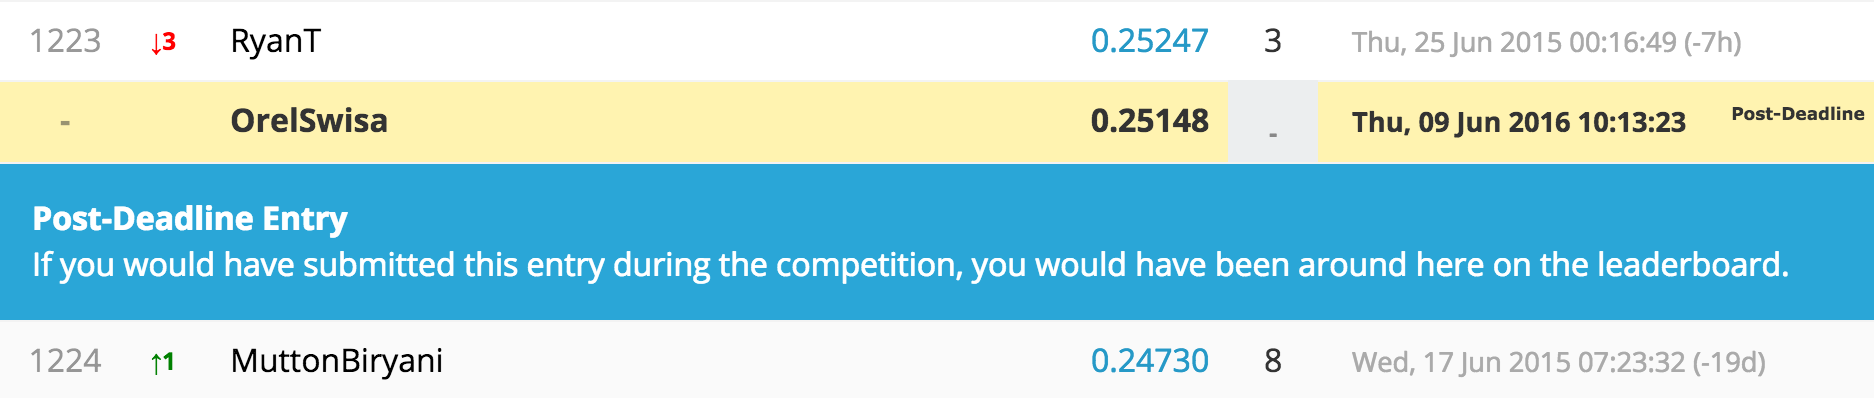 1223 ↓3 RyanT 0.25247 3 Thu, 25 Jun 2015 00:16:49 (-7h)
- OrelSwisa 0.25148 - Thu, 09 Jun 2016 10:13:23 Post-Deadline
Post-Deadline Entry
If you would have submitted this entry during the competition, you would have been around here on the leaderboard.
1224 ↑1 MuttonBiryani 0.24730 8 Wed, 17 Jun 2015 07:23:32 (-19d)